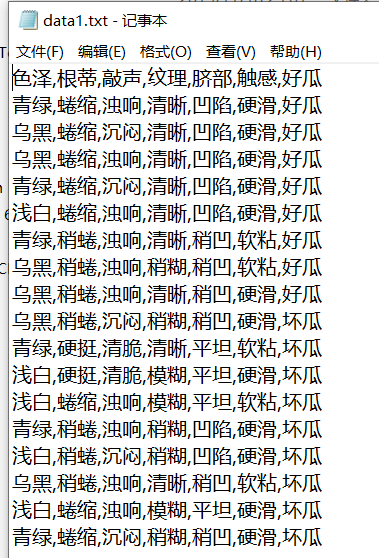 data1.txt - 记事本
文件(F) 编辑(E) 格式(O) 查看(V) 帮助(H)
色泽,根蒂,敲声,纹理,脐部,触感,好瓜
青绿,蜷缩,浊响,清晰,凹陷,硬滑,好瓜
乌黑,蜷缩,沉闷,清晰,凹陷,硬滑,好瓜
乌黑,蜷缩,浊响,清晰,凹陷,硬滑,好瓜
青绿,蜷缩,沉闷,清晰,凹陷,硬滑,好瓜
浅白,蜷缩,浊响,清晰,凹陷,硬滑,好瓜
青绿,稍蜷,浊响,清晰,稍凹,软粘,好瓜
乌黑,稍蜷,浊响,稍糊,稍凹,软粘,好瓜
乌黑,稍蜷,浊响,清晰,稍凹,硬滑,好瓜
乌黑,稍蜷,沉闷,稍糊,稍凹,硬滑,坏瓜
青绿,硬挺,清脆,清晰,平坦,软粘,坏瓜
浅白,硬挺,清脆,模糊,平坦,硬滑,坏瓜
浅白,蜷缩,浊响,模糊,平坦,软粘,坏瓜
青绿,稍蜷,浊响,稍糊,凹陷,硬滑,坏瓜
浅白,稍蜷,沉闷,稍糊,凹陷,硬滑,坏瓜
乌黑,稍蜷,浊响,清晰,稍凹,软粘,坏瓜
浅白,蜷缩,浊响,模糊,平坦,硬滑,坏瓜
青绿,蜷缩,沉闷,稍糊,稍凹,硬滑,坏瓜